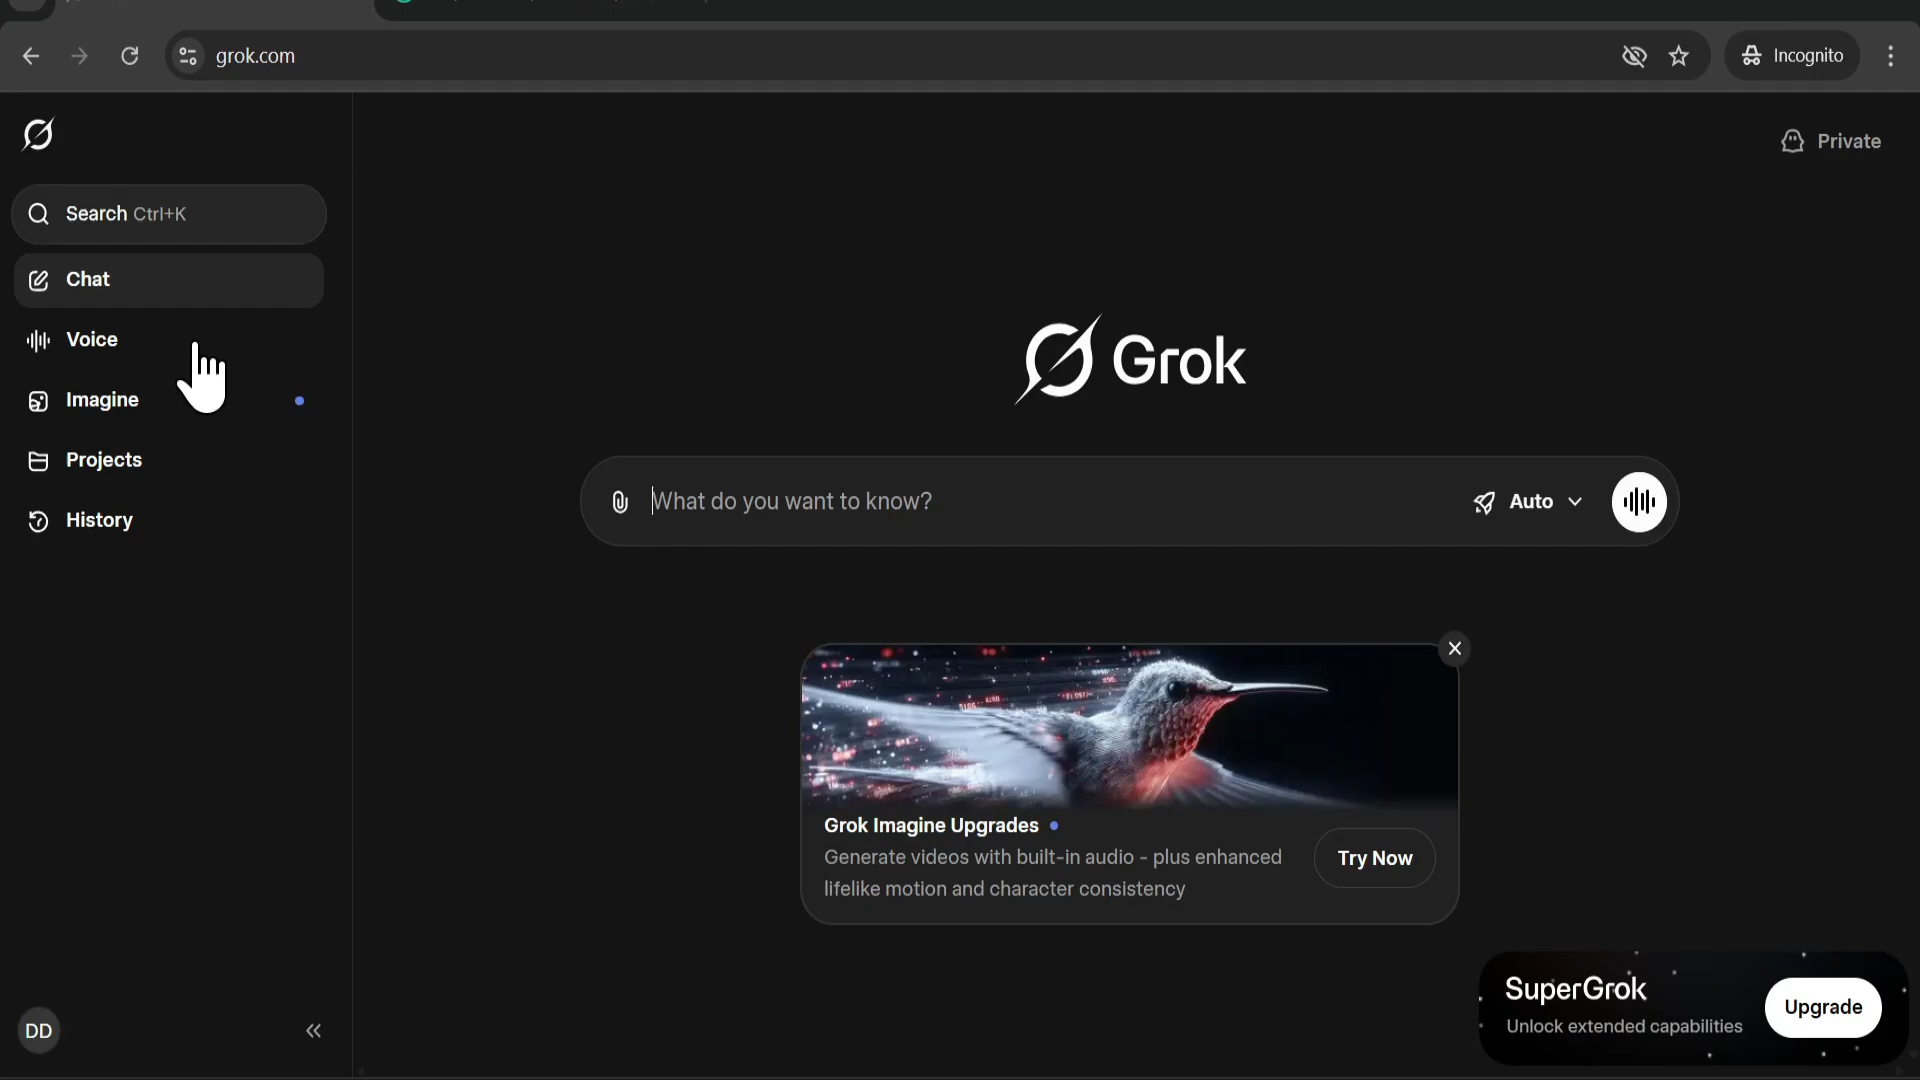 grok.com
Incognito
Private
Search Ctrl+K
Chat
Voice
Imagine
Projects
History
Grok
What do you want to know?
Auto
Grok Imagine Upgrades
Generate videos with built-in audio - plus enhanced
lifelike motion and character consistency
Try Now
SuperGrok
Unlock extended capabilities
Upgrade
DD